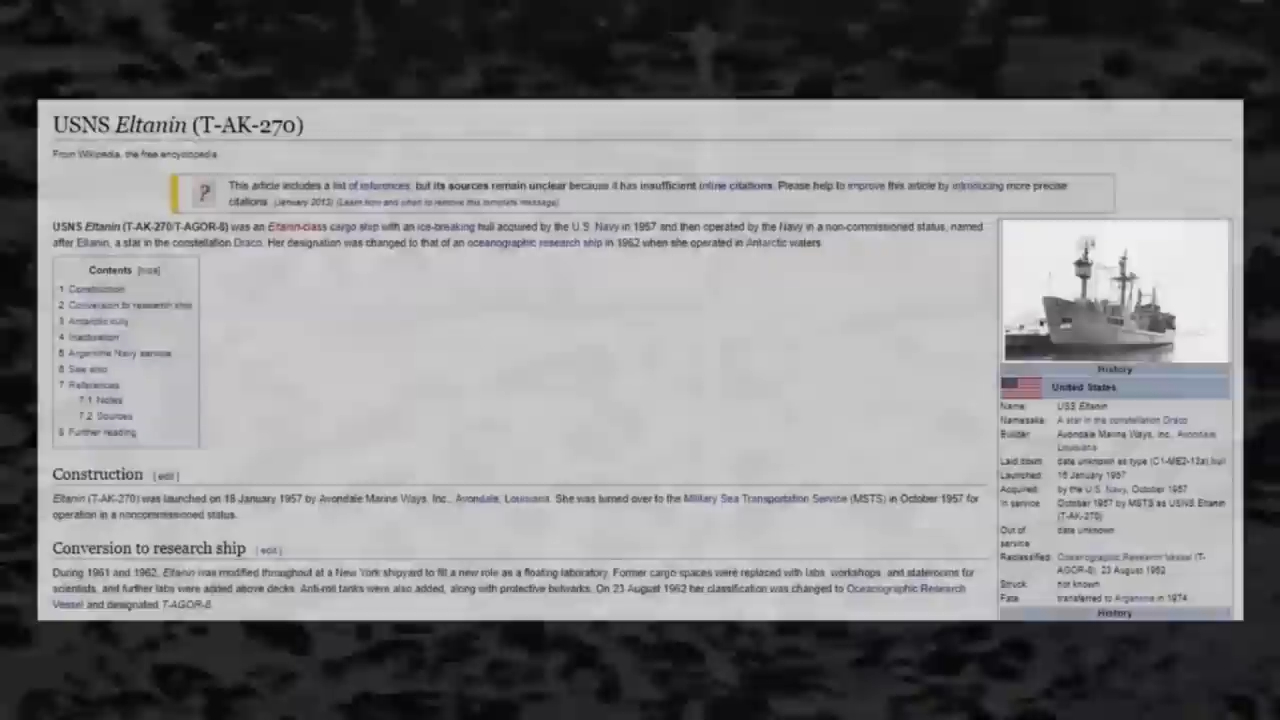 USNS Eltanin (T-AK-270)
From Wikipedia, the free encyclopedia
This article includes a list of references, but its sources remain unclear because it has insufficient inline citations. Please help to improve this article by introducing more precise
citations. (January 2013) (Learn how and when to remove this template message)
USNS Eltanin (T-AK-270/T-AGOR-8) was an Eltanin-class cargo ship with an ice-breaking hull acquired by the U.S. Navy in 1957 and then operated by the Navy in a non-commissioned status, named
after Eltanin, a star in the constellation Draco. Her designation was changed to that of an oceanographic research ship in 1962 when she operated in Antarctic waters.
Contents [hide]
1 Construction
2 Conversion to research ship
3 Antarctic duty
4 Inactivation
5 Argentine Navy service
6 See also
7 References
7.1 Notes
7.2 Sources
8 Further reading
Construction [edit]
Eltanin (T-AK-270) was launched on 16 January 1957 by Avondale Marine Ways, Inc., Avondale, Louisiana. She was turned over to the Military Sea Transportation Service (MSTS) in October 1957 for
operation in a noncommissioned status.
Conversion to research ship [edit]
During 1961 and 1962, Eltanin was modified throughout at a New York shipyard to fill a new role as a floating laboratory. Former cargo spaces were replaced with labs, workshops, and staterooms for
scientists, and further labs were added above decks. Anti-roll tanks were also added, along with protective bulwarks. On 23 August 1962 her classification was changed to Oceanographic Research
Vessel and designated T-AGOR-8.
History
United States
Name: USS Eltanin
Namesake: A star in the constellation Draco
Builder: Avondale Marine Ways, Inc., Avondale,
Louisiana
Laid down: date unknown as type (C1-ME2-13a) hull
Launched: 16 January 1957
Acquired: by the U.S. Navy, October 1957
In service: October 1957 by MSTS as USNS Eltanin
(T-AK-270)
Out of date unknown
service:
Reclassified: Oceanographic Research Vessel (T-
AGOR-8), 23 August 1962
Struck: not known
Fate: transferred to Argentina in 1974
History